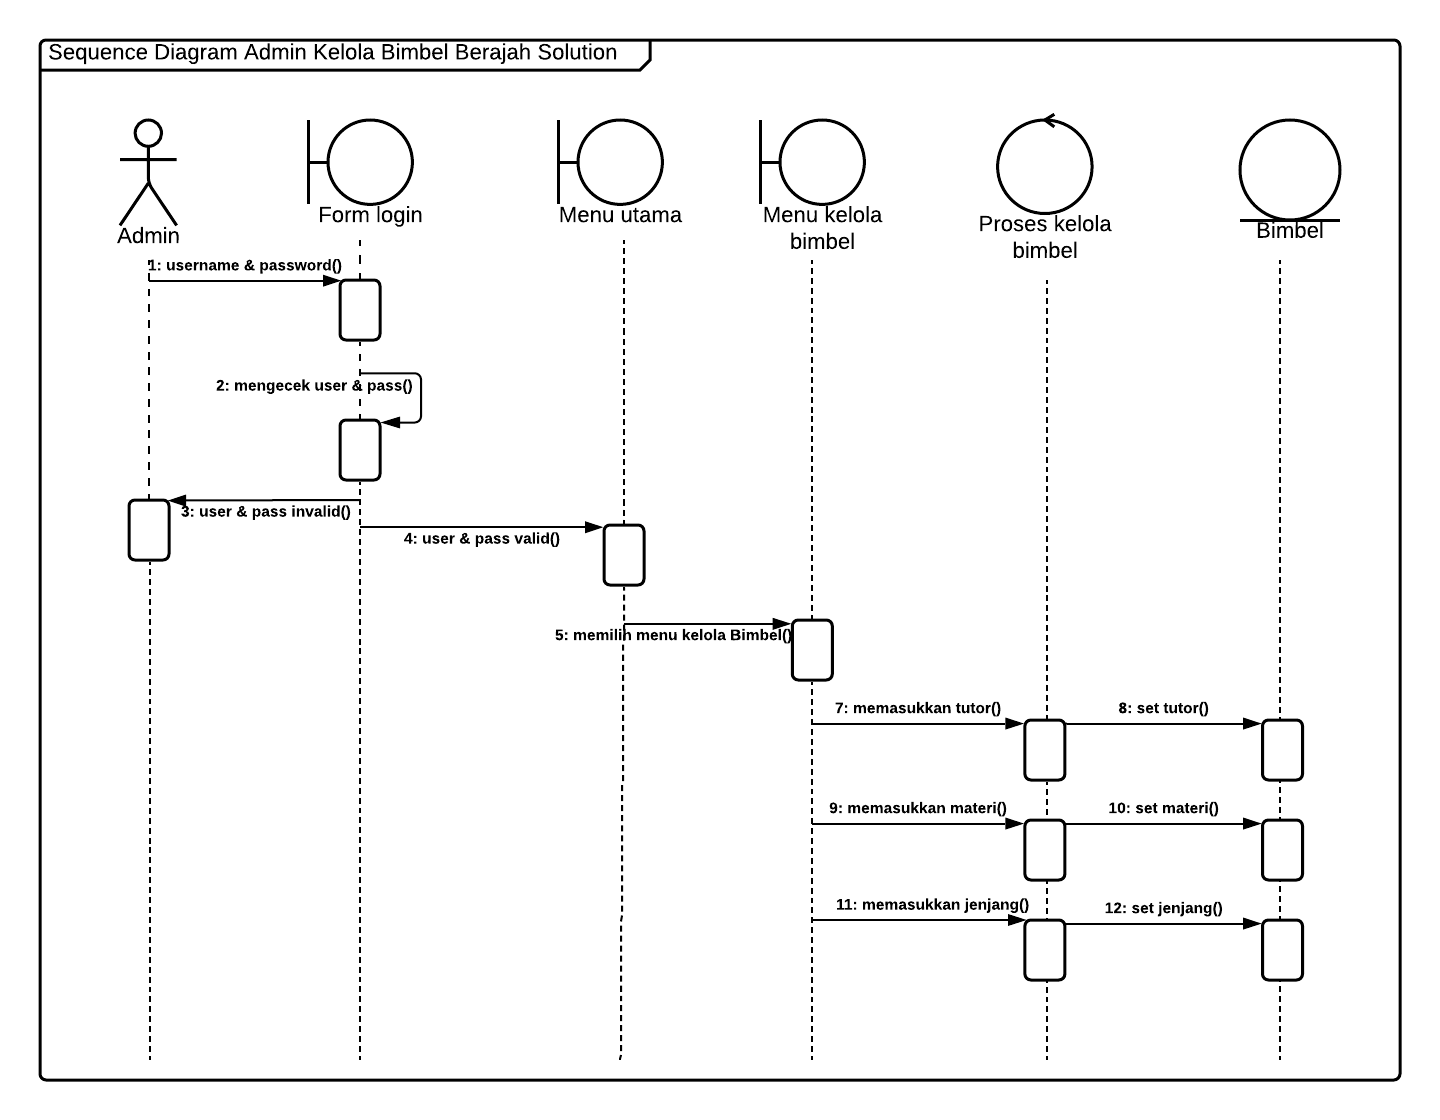 Sequence Diagram Admin Kelola Bimbel Berajah Solution
Admin
Form login
Menu utama
Menu kelola
bimbel
Proses kelola
bimbel
Bimbel
1: username & password()
2: mengecek user & pass()
3: user & pass invalid()
4: user & pass valid()
5: memilih menu kelola Bimbel()
7: memasukkan tutor()
8: set tutor()
9: memasukkan materi()
10: set materi()
11: memasukkan jenjang()
12: set jenjang()